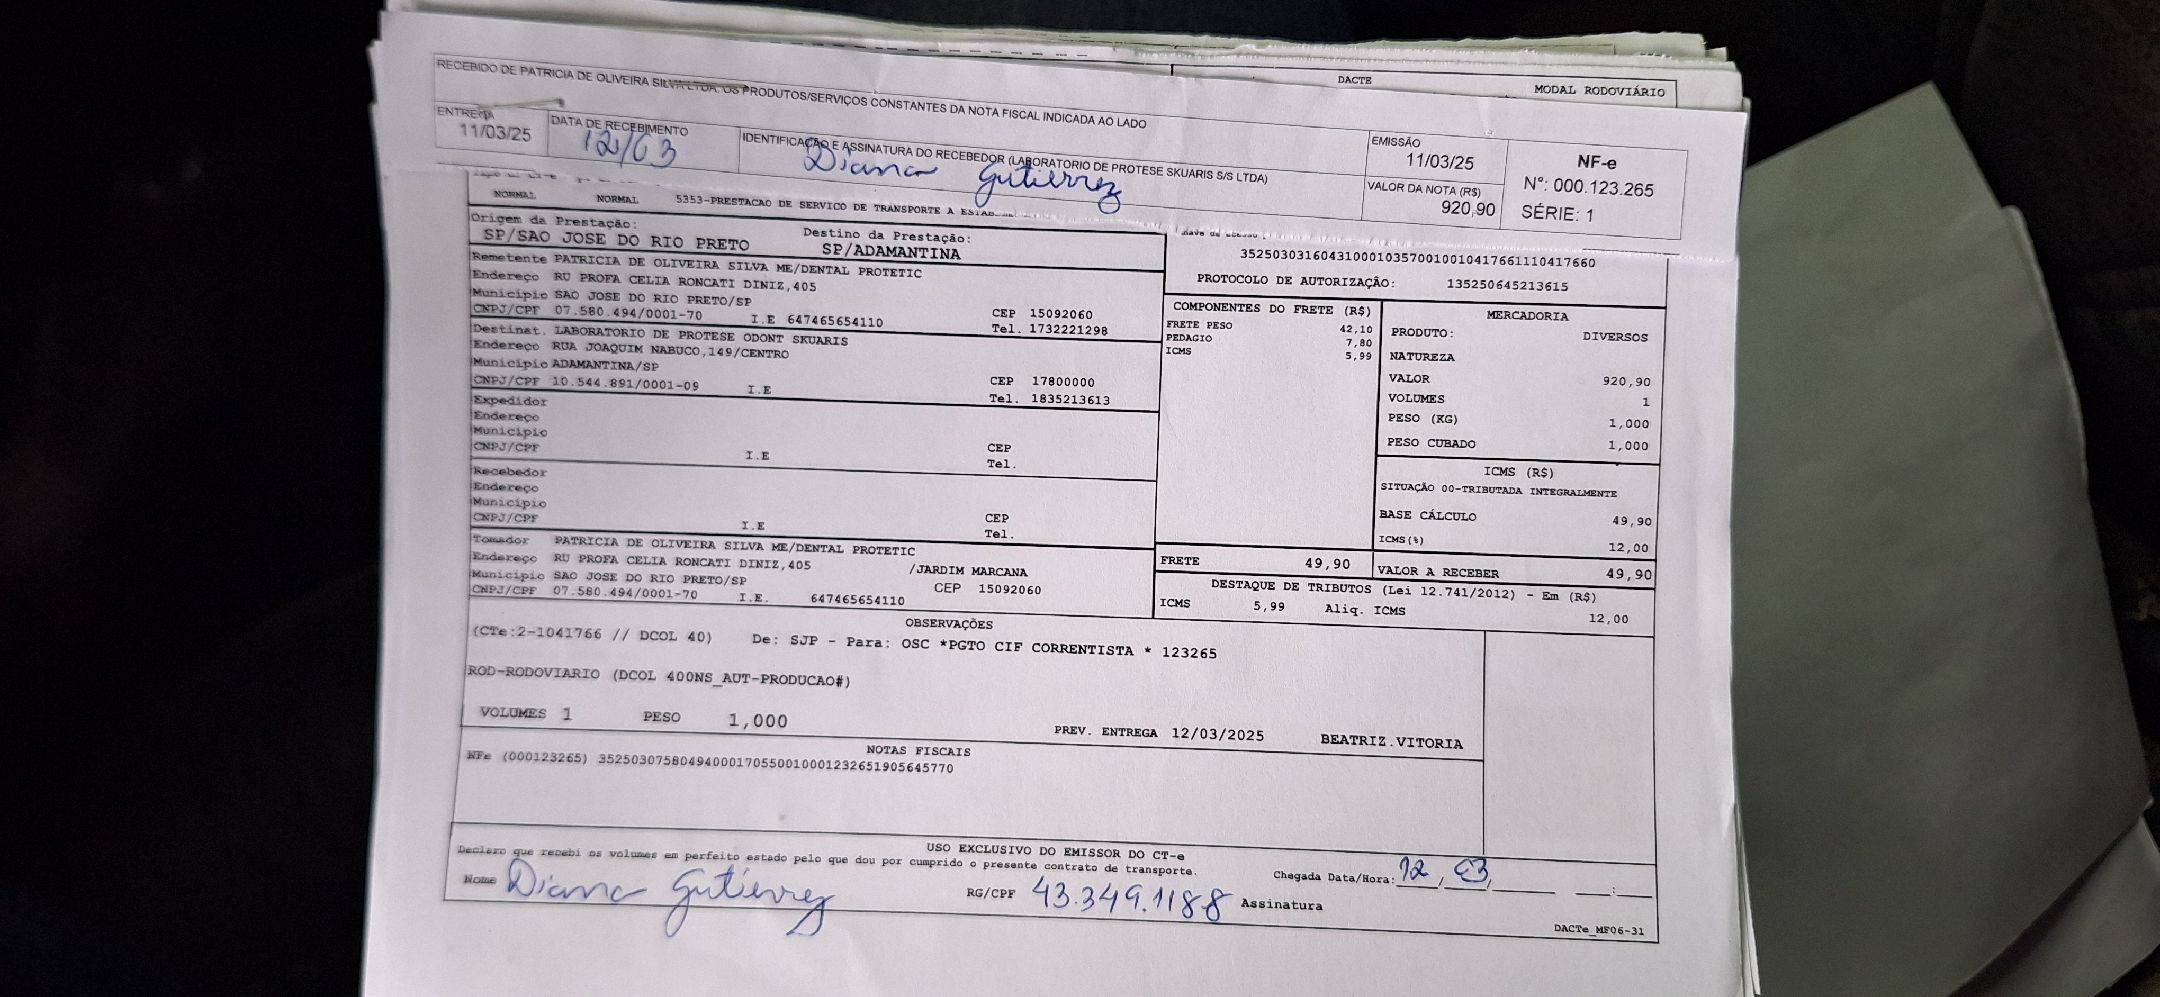 DACTE
MODAL RODOVIÁRIO
RECEBIDO DE PATRICIA DE OLIVEIRA SILVA LTDA. OS PRODUTOS/SERVIÇOS CONSTANTES DA NOTA FISCAL INDICADA AO LADO
ENTREGA
11/03/25
DATA DE RECEBIMENTO
12/03
IDENTIFICAÇÃO E ASSINATURA DO RECEBEDOR (LABORATORIO DE PROTESE SKUARIS S/S LTDA)
Diana Gutierrez
EMISSÃO
11/03/25
VALOR DA NOTA (R$)
920,90
NF-e
Nº: 000.123.265
SÉRIE: 1
NORMAL NORMAL 5353-PRESTACAO DE SERVICO DE TRANSPORTE A
Origem da Prestação:
SP/SAO JOSE DO RIO PRETO
Destino da Prestação:
SP/ADAMANTINA
Remetente PATRICIA DE OLIVEIRA SILVA ME/DENTAL PROTETIC
Endereço RU PROFA CELIA RONCATI DINIZ,405
Município SAO JOSE DO RIO PRETO/SP
CEP 15092060
CNPJ/CPF 07.580.494/0001-70 I.E 647465654110
Tel. 1732221298
Destinat. LABORATORIO DE PROTESE ODONT SKUARIS
Endereço RUA JOAQUIM NABUCO,149/CENTRO
Município ADAMANTINA/SP
CEP 17800000
CNPJ/CPF 10.544.891/0001-09 I.E
Tel. 1835213613
Expedidor
Endereço
Município
CEP
CNPJ/CPF I.E
Tel.
Recebedor
Endereço
Município
CEP
CNPJ/CPF I.E
Tel.
Tomador PATRICIA DE OLIVEIRA SILVA ME/DENTAL PROTETIC
Endereço RU PROFA CELIA RONCATI DINIZ,405 /JARDIM MARCANA
Município SAO JOSE DO RIO PRETO/SP CEP 15092060
CNPJ/CPF 07.580.494/0001-70 I.E. 647465654110
35250303160431000103570010010417661110417660
PROTOCOLO DE AUTORIZAÇÃO: 135250645213615
COMPONENTES DO FRETE (R$)
FRETE PESO 42,10
PEDAGIO 7,80
ICMS 5,99
MERCADORIA
PRODUTO: DIVERSOS
NATUREZA
VALOR 920,90
VOLUMES 1
PESO (KG) 1,000
PESO CUBADO 1,000
ICMS (R$)
SITUAÇÃO 00-TRIBUTADA INTEGRALMENTE
BASE CÁLCULO 49,90
ICMS(%) 12,00
FRETE 49,90
VALOR A RECEBER 49,90
DESTAQUE DE TRIBUTOS (Lei 12.741/2012) - Em (R$)
ICMS 5,99 Aliq. ICMS 12,00
OBSERVAÇÕES
(CTe:2-1041766 // DCOL 40) De: SJP - Para: OSC *PGTO CIF CORRENTISTA * 123265
ROD-RODOVIARIO (DCOL 400NS_AUT-PRODUCAO#)
VOLUMES 1 PESO 1,000
PREV. ENTREGA 12/03/2025 BEATRIZ.VITORIA
NOTAS FISCAIS
NFe (000123265) 35250307580494000170550010001232651905645770
USO EXCLUSIVO DO EMISSOR DO CT-e
Declaro que recebi os volumes em perfeito estado pelo que dou por cumprido o presente contrato de transporte.
Chegada Data/Hora: 12 / 03
Nome Diana Gutierrez RG/CPF 43.349.1188 Assinatura
DACTe_MF06-31